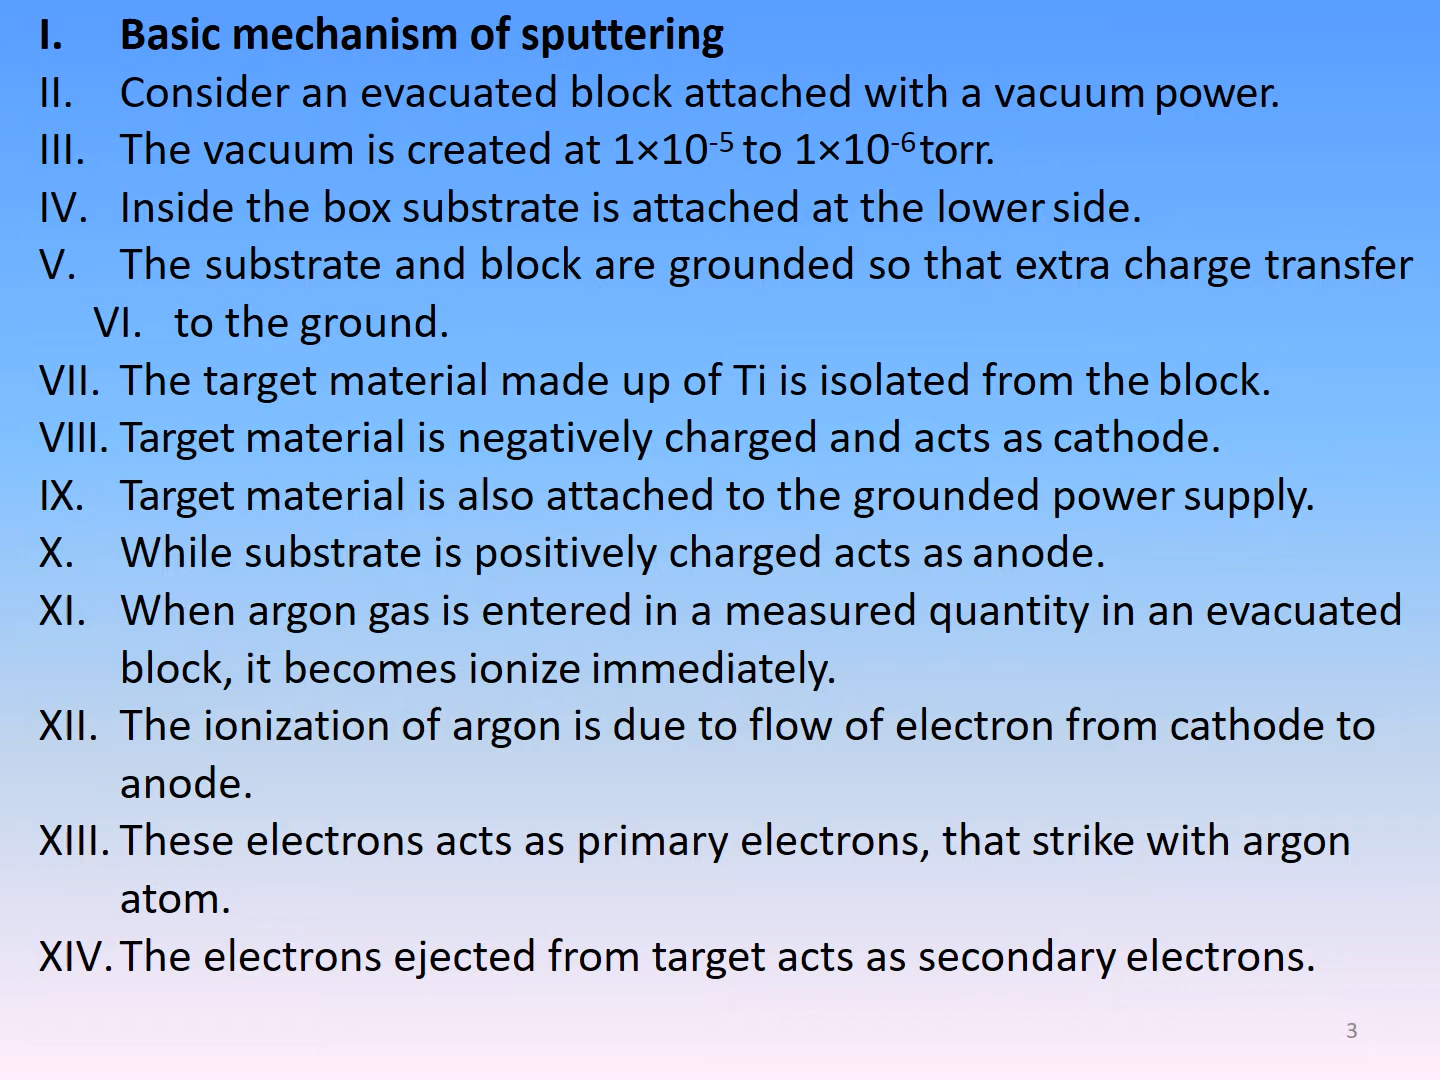 I. Basic mechanism of sputtering
II. Consider an evacuated block attached with a vacuum power.
III. The vacuum is created at 1×10⁻⁵ to 1×10⁻⁶ torr.
IV. Inside the box substrate is attached at the lower side.
V. The substrate and block are grounded so that extra charge transfer
VI. to the ground.
VII. The target material made up of Ti is isolated from the block.
VIII. Target material is negatively charged and acts as cathode.
IX. Target material is also attached to the grounded power supply.
X. While substrate is positively charged acts as anode.
XI. When argon gas is entered in a measured quantity in an evacuated
block, it becomes ionize immediately.
XII. The ionization of argon is due to flow of electron from cathode to
anode.
XIII. These electrons acts as primary electrons, that strike with argon
atom.
XIV. The electrons ejected from target acts as secondary electrons.
3